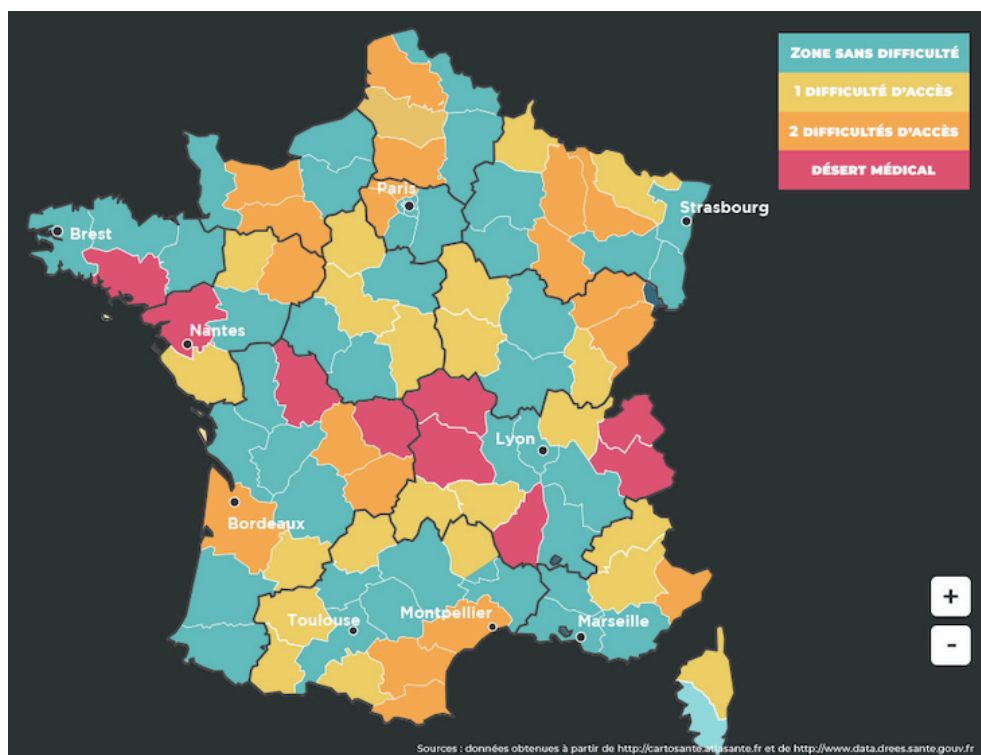 ZONE SANS DIFFICULTÉ
1 DIFFICULTÉ D'ACCÈS
2 DIFFICULTÉS D'ACCÈS
DÉSERT MÉDICAL
Paris
Strasbourg
Brest
Nantes
Lyon
Bordeaux
Toulouse
Montpellier
Marseille
+
-
Sources : données obtenues à partir de http://cartosante.atlasante.fr et de http://www.data.drees.sante.gouv.fr